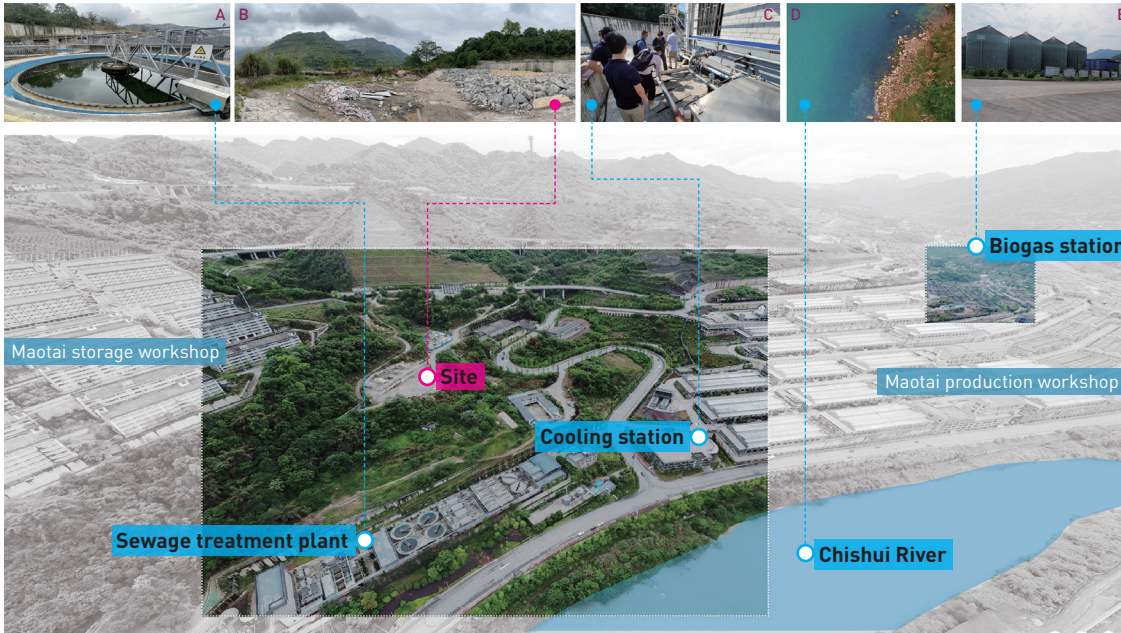 A
B
C
D
E
Biogas station
Maotai storage workshop
Site
Maotai production workshop
Cooling station
Sewage treatment plant
Chishui River